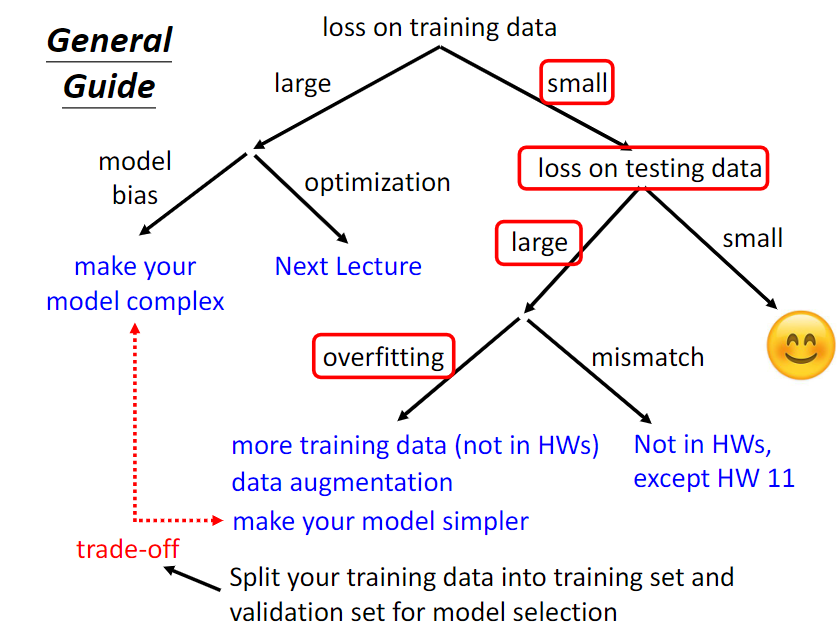 General
Guide
loss on training data
large
small
model
bias
optimization
loss on testing data
make your
model complex
Next Lecture
large
small
overfitting
mismatch
more training data (not in HWs)
data augmentation
make your model simpler
Not in HWs,
except HW 11
trade-off
Split your training data into training set and
validation set for model selection